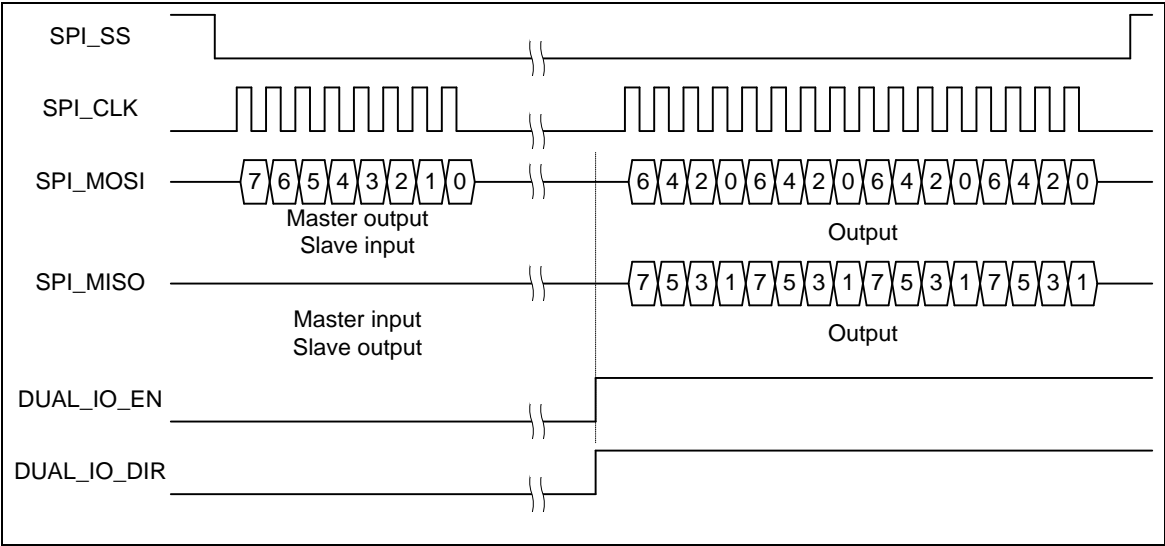 SPI_SS
SPI_CLK
SPI_MOSI 7 6 5 4 3 2 1 0 6 4 2 0 6 4 2 0 6 4 2 0 6 4 2 0
Master output
Slave input
Output
SPI_MISO 7 5 3 1 7 5 3 1 7 5 3 1 7 5 3 1
Master input
Slave output
Output
DUAL_IO_EN
DUAL_IO_DIR